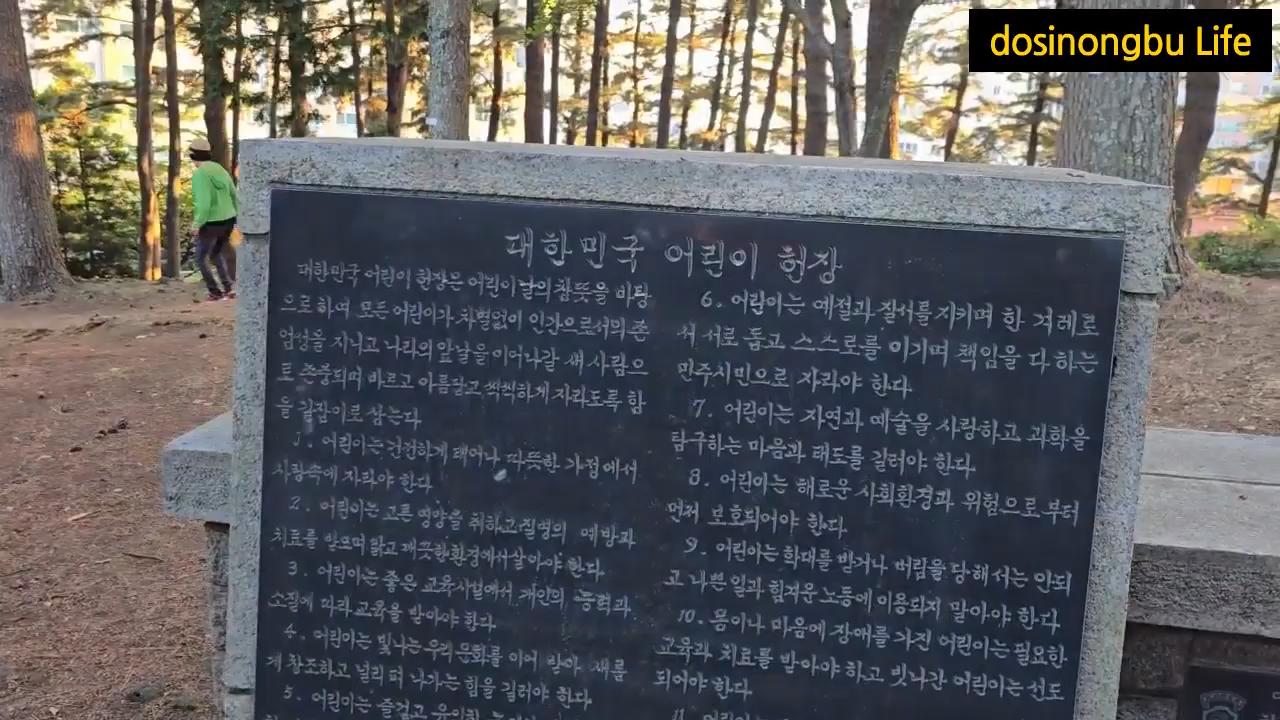 dosinongbu Life
대한민국 어린이 헌장
대한민국 어린이 헌장은 어린이날의 참뜻을 바탕
으로 하여 모든 어린이가 차별없이 인간으로서의 존
엄성을 지니고 나라의 앞날을 이어나갈 새 사람으
로 존중되며 바르고 아름답고 씩씩하게 자라도록 함
을 길잡이로 삼는다
1. 어린이는 건전하게 태어나 따뜻한 가정에서
사랑속에 자라야 한다
2. 어린이는 고른 영양을 취하고 질병의 예방과
치료를 받으며 맑고 깨끗한 환경에서 살아야 한다
3. 어린이는 좋은 교육시설에서 개인의 능력과
소질에 따라 교육을 받아야 한다
4. 어린이는 빛나는 우리 문화를 이어 받아 새롭
게 창조하고 널리 펴 나가는 힘을 길러야 한다
5. 어린이는 즐겁고 유익한
6. 어린이는 예절과 질서를 지키며 한 겨레로
써 서로 돕고 스스로를 이기며 책임을 다 하는
민주시민으로 자라야 한다
7. 어린이는 자연과 예술을 사랑하고 과학을
탐구하는 마음과 태도를 길러야 한다
8. 어린이는 해로운 사회환경과 위험으로부터
먼저 보호되어야 한다
9. 어린이는 학대를 받거나 버림을 당해서는 안되
고 나쁜 일과 힘겨운 노동에 이용되지 말아야 한다
10. 몸이나 마음에 장애를 가진 어린이는 필요한
교육과 치료를 받아야 하고 빗나간 어린이는 선도
되어야 한다
11. 어린이는